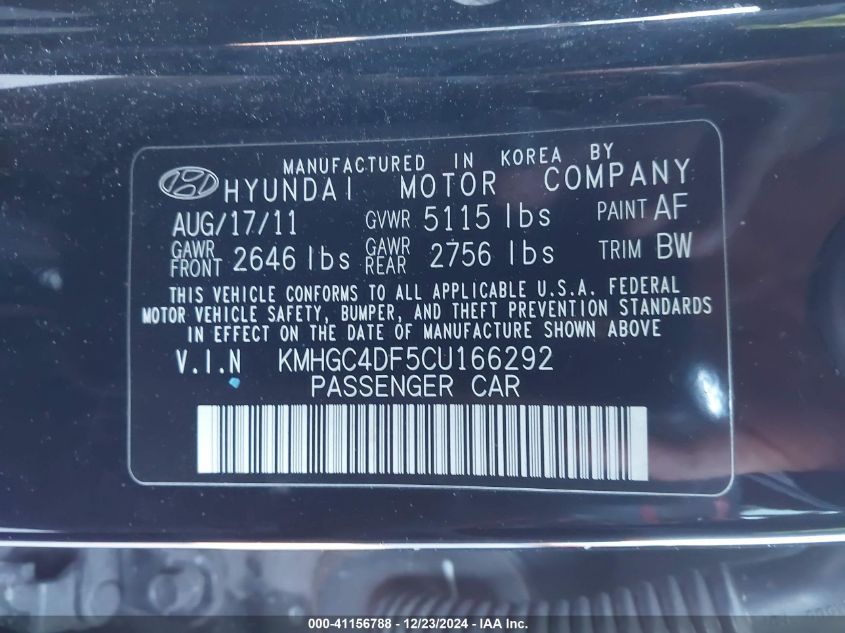 MANUFACTURED IN KOREA BY
HYUNDAI MOTOR COMPANY
AUG/17/11 GVWR 5115 lbs PAINT AF
GAWR FRONT 2646 lbs GAWR REAR 2756 lbs TRIM BW
THIS VEHICLE CONFORMS TO ALL APPLICABLE U.S.A. FEDERAL
MOTOR VEHICLE SAFETY, BUMPER, AND THEFT PREVENTION STANDARDS
IN EFFECT ON THE DATE OF MANUFACTURE SHOWN ABOVE
V.I.N KMHGC4DF5CU166292
PASSENGER CAR
000-41156788 - 12/23/2024 - IAAI.com